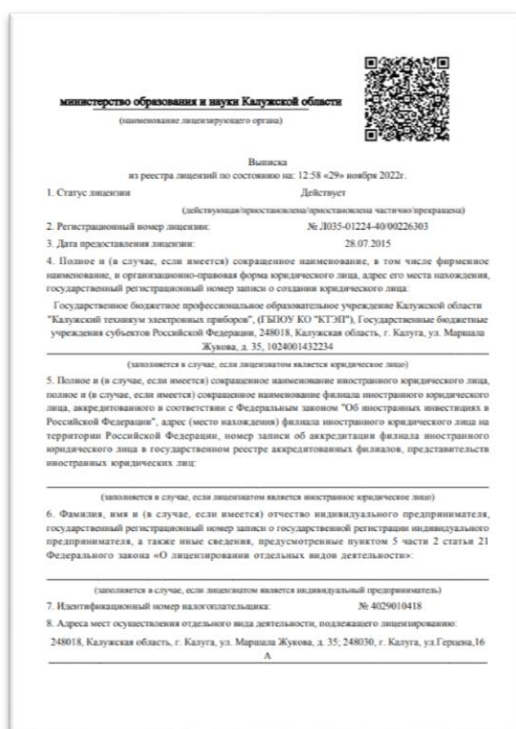 министерство образования и науки Калужской области
(наименование лицензирующего органа)
Выписка
из реестра лицензий по состоянию на: 12:58 «29» ноября 2022г.
1. Статус лицензии Действует
(действующая/приостановлена/приостановлена частично/прекращена)
2. Регистрационный номер лицензии: № Л035-01224-40/00226303
3. Дата предоставления лицензии: 28.07.2015
4. Полное и (в случае, если имеется) сокращенное наименование, в том числе фирменное
наименование, и организационно-правовая форма юридического лица, адрес его места нахождения,
государственный регистрационный номер записи о создании юридического лица:
Государственное бюджетное профессиональное образовательное учреждение Калужской области
"Калужский техникум электронных приборов", (ГБПОУ КО "КТЭП"), Государственные бюджетные
учреждения субъектов Российской Федерации, 248018, Калужская область, г. Калуга, ул. Маршала
Жукова, д. 35, 1024001432234
(заполняется в случае, если лицензиатом является юридическое лицо)
5. Полное и (в случае, если имеется) сокращенное наименование иностранного юридического лица,
полное и (в случае, если имеется) сокращенное наименование филиала иностранного юридического
лица, аккредитованного в соответствии с Федеральным законом "Об иностранных инвестициях в
Российской Федерации", адрес (место нахождения) филиала иностранного юридического лица на
территории Российской Федерации, номер записи об аккредитации филиала иностранного
юридического лица в государственном реестре аккредитованных филиалов, представительств
иностранных юридических лиц:
(заполняется в случае, если лицензиатом является иностранное юридическое лицо)
6. Фамилия, имя и (в случае, если имеется) отчество индивидуального предпринимателя,
государственный регистрационный номер записи о государственной регистрации индивидуального
предпринимателя, а также иные сведения, предусмотренные пунктом 5 части 2 статьи 21
Федерального закона «О лицензировании отдельных видов деятельности»:
(заполняется в случае, если лицензиатом является индивидуальный предприниматель)
7. Идентификационный номер налогоплательщика: № 4029010418
8. Адреса мест осуществления отдельного вида деятельности, подлежащего лицензированию:
248018, Калужская область, г. Калуга, ул. Маршала Жукова, д. 35; 248030, г. Калуга, ул.Герцена,16
А